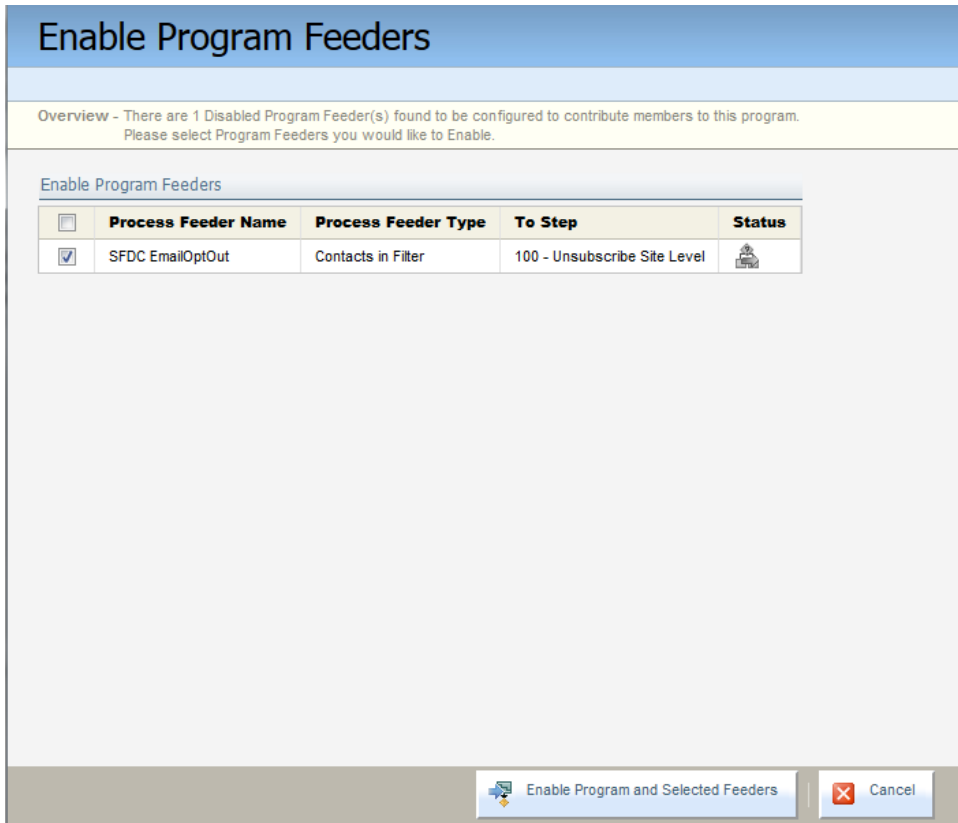 Enable Program Feeders
Overview - There are 1 Disabled Program Feeder(s) found to be configured to contribute members to this program.
Please select Program Feeders you would like to Enable.
Enable Program Feeders
Process Feeder Name Process Feeder Type To Step Status
SFDC EmailOptOut Contacts in Filter 100 - Unsubscribe Site Level
Enable Program and Selected Feeders Cancel